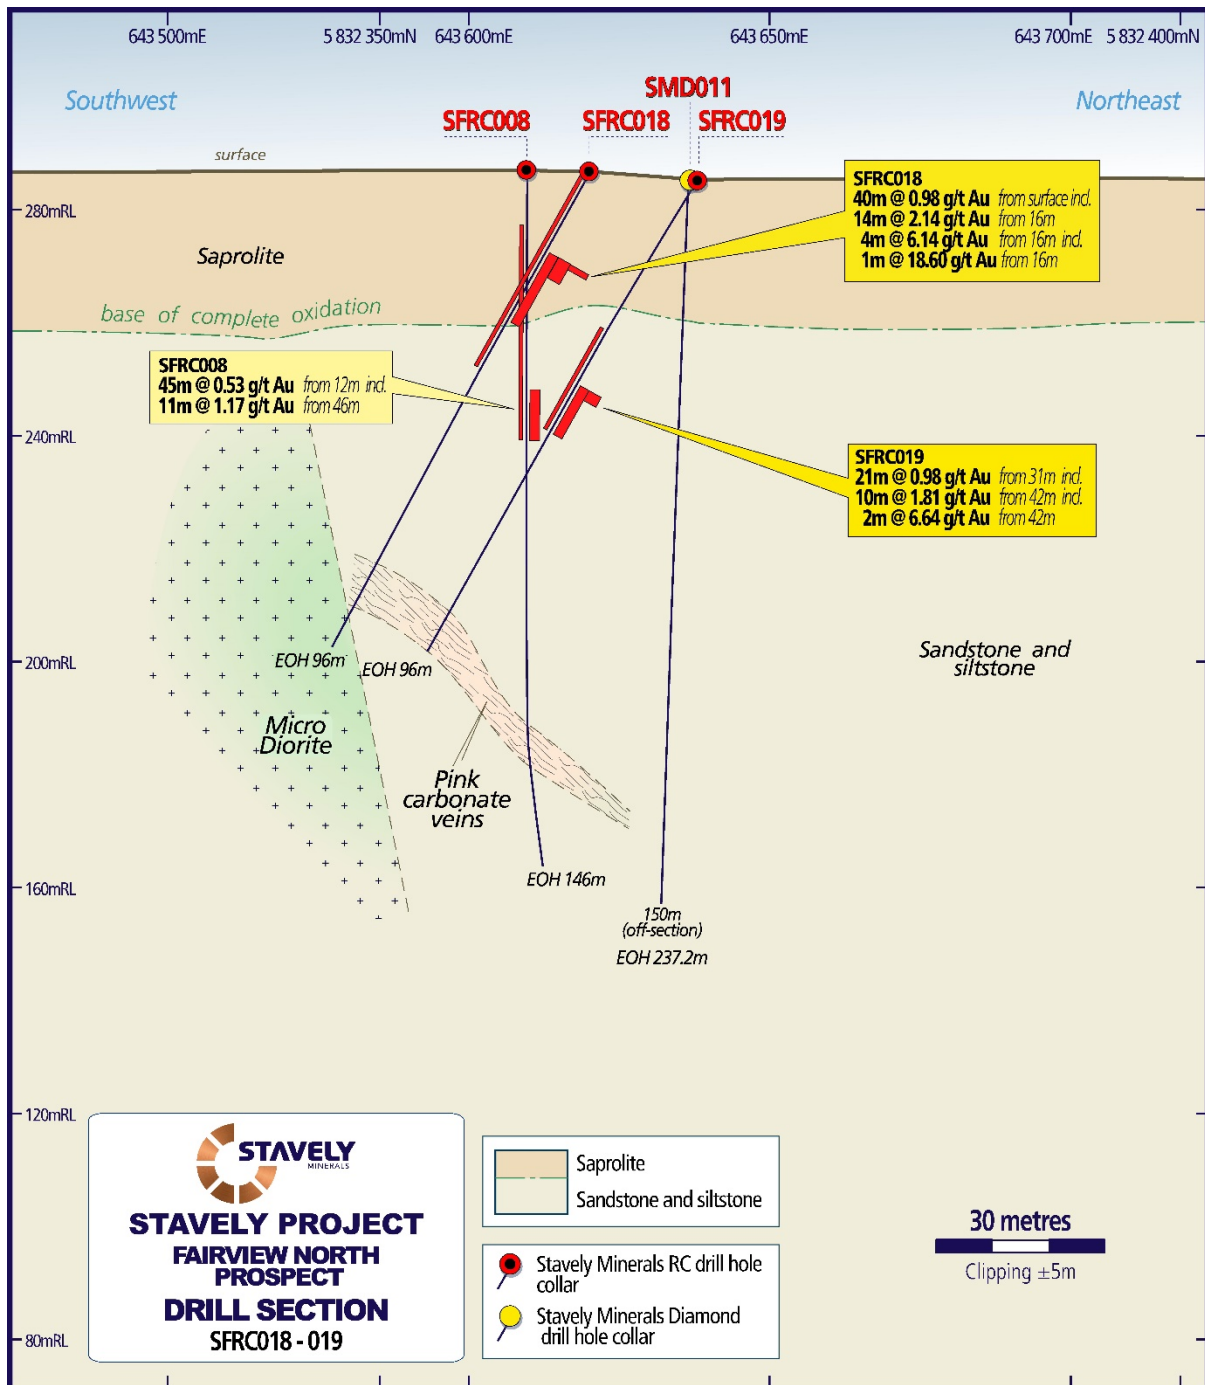 643 500mE 5 832 350mN 643 600mE 643 650mE 643 700mE 5 832 400mN
Southwest
Northeast
SMD011
SFRC008 SFRC018 SFRC019
surface
280mRL
Saprolite
base of complete oxidation
SFRC018
40m @ 0.98 g/t Au from surface incl.
14m @ 2.14 g/t Au from 16m
4m @ 6.14 g/t Au from 16m incl.
1m @ 18.60 g/t Au from 16m
SFRC008
45m @ 0.53 g/t Au from 12m incl.
11m @ 1.17 g/t Au from 46m
240mRL
SFRC019
21m @ 0.98 g/t Au from 31m incl.
10m @ 1.81 g/t Au from 42m incl.
2m @ 6.64 g/t Au from 42m
200mRL
EOH 96m
EOH 96m
Sandstone and
siltstone
Micro
Diorite
Pink
carbonate
veins
160mRL
EOH 146m
150m
(off-section)
EOH 237.2m
120mRL
STAVELY
MINERALS
STAVELY PROJECT
FAIRVIEW NORTH
PROSPECT
DRILL SECTION
SFRC018 - 019
Saprolite
Sandstone and siltstone
Stavely Minerals RC drill hole
collar
Stavely Minerals Diamond
drill hole collar
30 metres
Clipping ±5m
80mRL